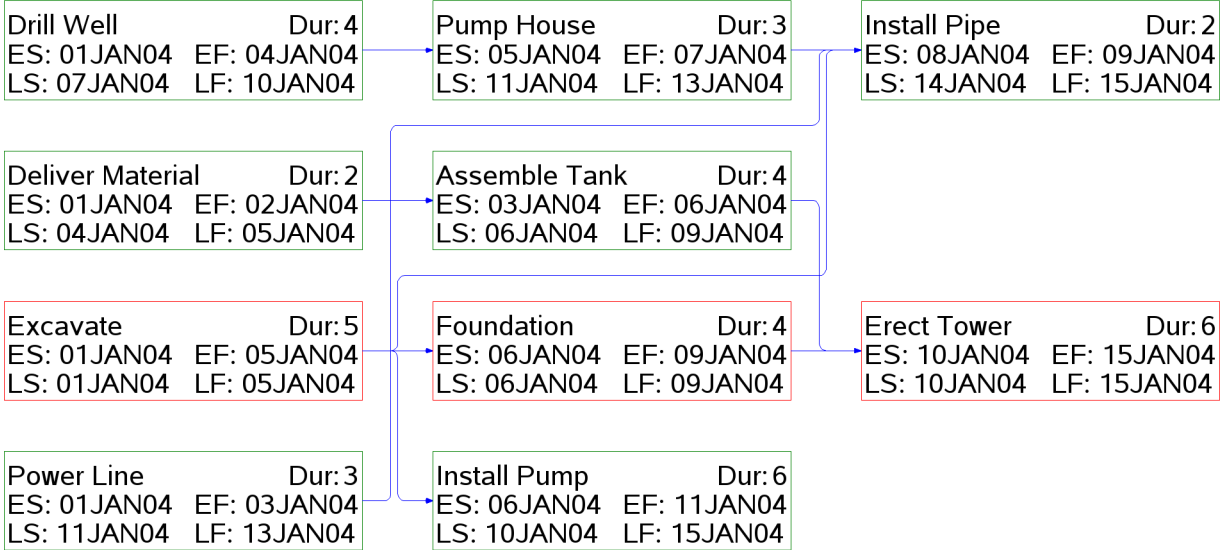 Drill Well Dur: 4
ES: 01JAN04 EF: 04JAN04
LS: 07JAN04 LF: 10JAN04
Pump House Dur: 3
ES: 05JAN04 EF: 07JAN04
LS: 11JAN04 LF: 13JAN04
Install Pipe Dur: 2
ES: 08JAN04 EF: 09JAN04
LS: 14JAN04 LF: 15JAN04
Deliver Material Dur: 2
ES: 01JAN04 EF: 02JAN04
LS: 04JAN04 LF: 05JAN04
Assemble Tank Dur: 4
ES: 03JAN04 EF: 06JAN04
LS: 06JAN04 LF: 09JAN04
Excavate Dur: 5
ES: 01JAN04 EF: 05JAN04
LS: 01JAN04 LF: 05JAN04
Foundation Dur: 4
ES: 06JAN04 EF: 09JAN04
LS: 06JAN04 LF: 09JAN04
Erect Tower Dur: 6
ES: 10JAN04 EF: 15JAN04
LS: 10JAN04 LF: 15JAN04
Power Line Dur: 3
ES: 01JAN04 EF: 03JAN04
LS: 11JAN04 LF: 13JAN04
Install Pump Dur: 6
ES: 06JAN04 EF: 11JAN04
LS: 10JAN04 LF: 15JAN04